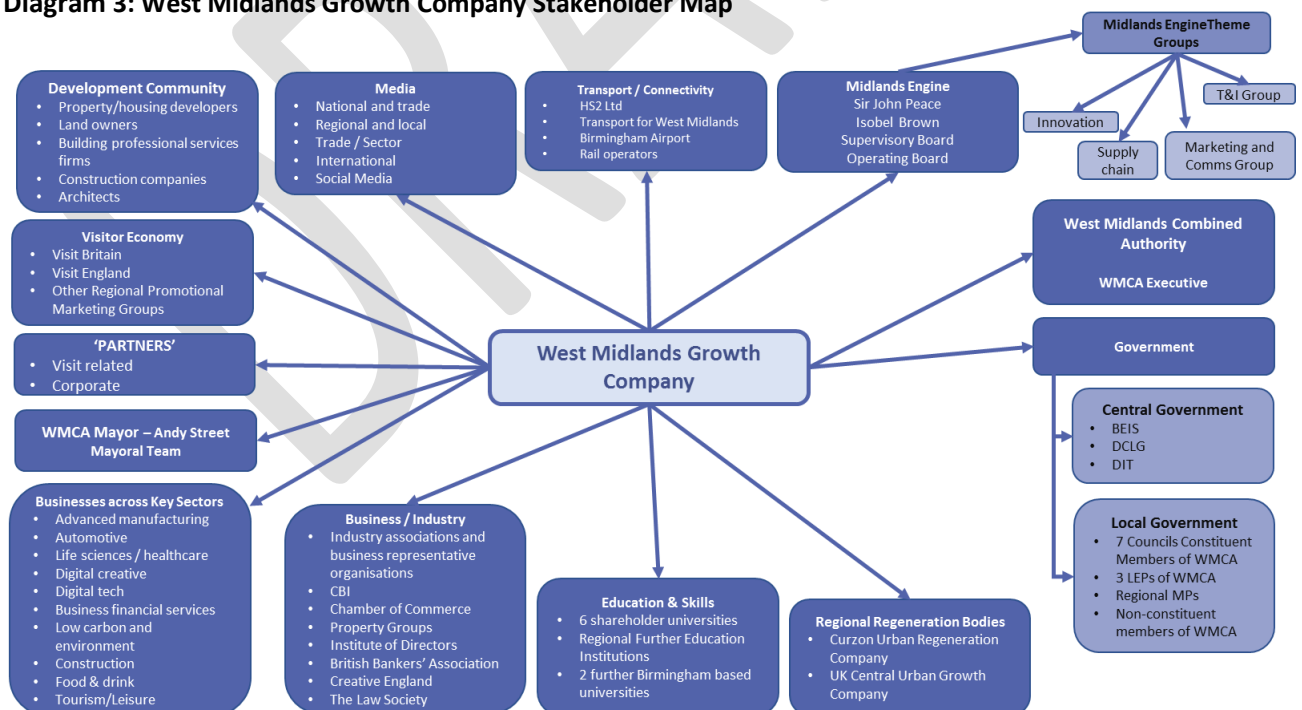 Diagram 3: West Midlands Growth Company Stakeholder Map
Midlands EngineTheme
Groups
T&I Group
Innovation
Supply
chain
Marketing and
Comms Group
Development Community
• Property/housing developers
• Land owners
• Building professional services
firms
• Construction companies
• Architects
Media
• National and trade
• Regional and local
• Trade / Sector
• International
• Social Media
Transport / Connectivity
• HS2 Ltd
• Transport for West Midlands
• Birmingham Airport
• Rail operators
Midlands Engine
Sir John Peace
Isobel Brown
Supervisory Board
Operating Board
Visitor Economy
• Visit Britain
• Visit England
• Other Regional Promotional
Marketing Groups
West Midlands Combined
Authority
WMCA Executive
'PARTNERS'
• Visit related
• Corporate
West Midlands Growth
Company
Government
WMCA Mayor – Andy Street
Mayoral Team
Central Government
• BEIS
• DCLG
• DIT
Businesses across Key Sectors
• Advanced manufacturing
• Automotive
• Life sciences / healthcare
• Digital creative
• Digital tech
• Business financial services
• Low carbon and
environment
• Construction
• Food & drink
• Tourism/Leisure
Business / Industry
• Industry associations and
business representative
organisations
• CBI
• Chamber of Commerce
• Property Groups
• Institute of Directors
• British Bankers' Association
• Creative England
• The Law Society
Education & Skills
• 6 shareholder universities
• Regional Further Education
Institutions
• 2 further Birmingham based
universities
Regional Regeneration Bodies
• Curzon Urban Regeneration
Company
• UK Central Urban Growth
Company
Local Government
• 7 Councils Constituent
Members of WMCA
• 3 LEPs of WMCA
• Regional MPs
• Non-constituent
members of WMCA